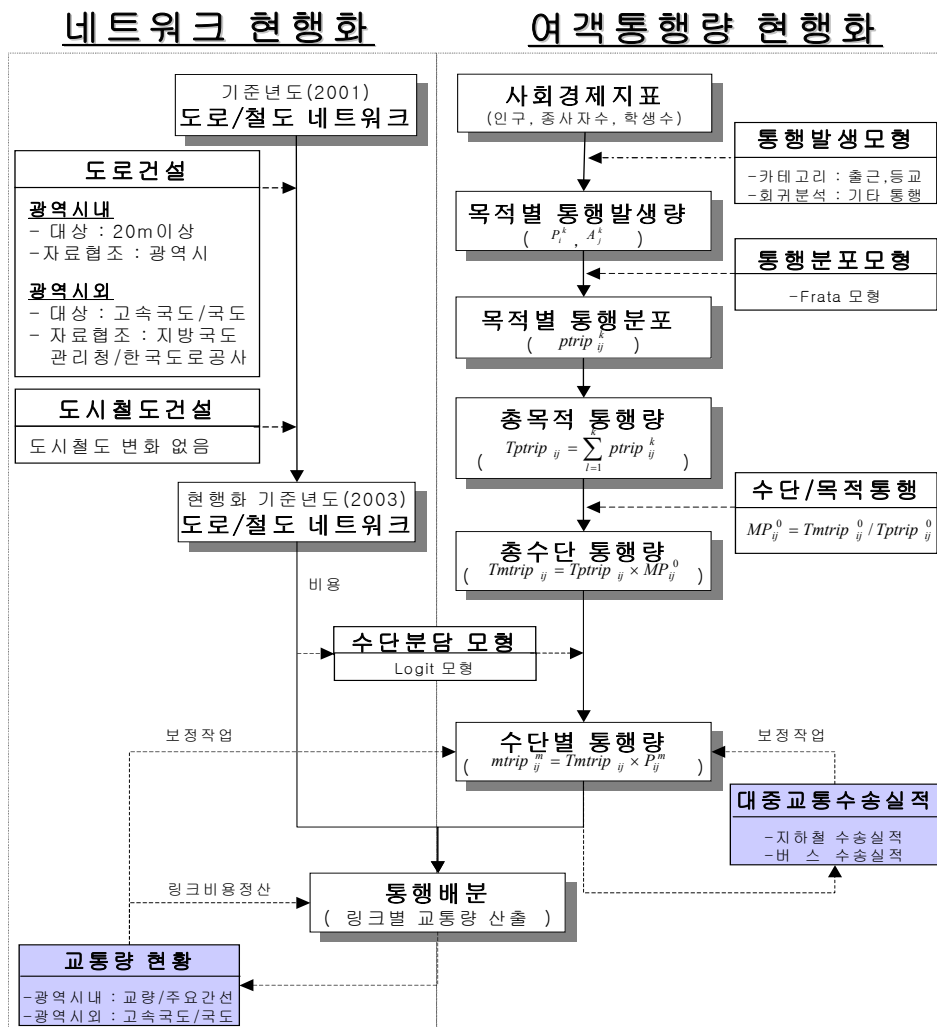 네트워크 현행화
여객통행량 현행화
기준년도(2001)
도로/철도 네트워크
도로건설
광역시내
- 대상 : 20m이상
-자료협조 : 광역시
광역시외
- 대상 : 고속국도/국도
- 자료협조 : 지방국도
관리청/한국도로공사
도시철도건설
도시철도 변화 없음
현행화 기준년도(2003)
도로/철도 네트워크
비용
사회경제지표
(인구, 종사자수, 학생수)
통행발생모형
-카테고리 : 출근,등교
-회귀분석 : 기타 통행
목적별 통행발생량
( P_i^k , A_j^k )
통행분포모형
-Frata 모형
목적별 통행분포
( ptrip_ij^k )
총목적 통행량
( Tptrip_ij = \sum_{l=1}^{k} ptrip_ij^k )
수단/목적통행
MP_ij^0 = Tmtrip_ij^0 / Tptrip_ij^0
총수단 통행량
( Tmtrip_ij = Tptrip_ij × MP_ij^0 )
수단분담 모형
Logit 모형
보정작업
수단별 통행량
( mtrip_ij^m = Tmtrip_ij × P_ij^m )
보정작업
대중교통수송실적
-지하철 수송실적
-버 스 수송실적
링크비용정산
통행배분
( 링크별 교통량 산출 )
교통량 현황
-광역시내 : 교량/주요간선
-광역시외 : 고속국도/국도